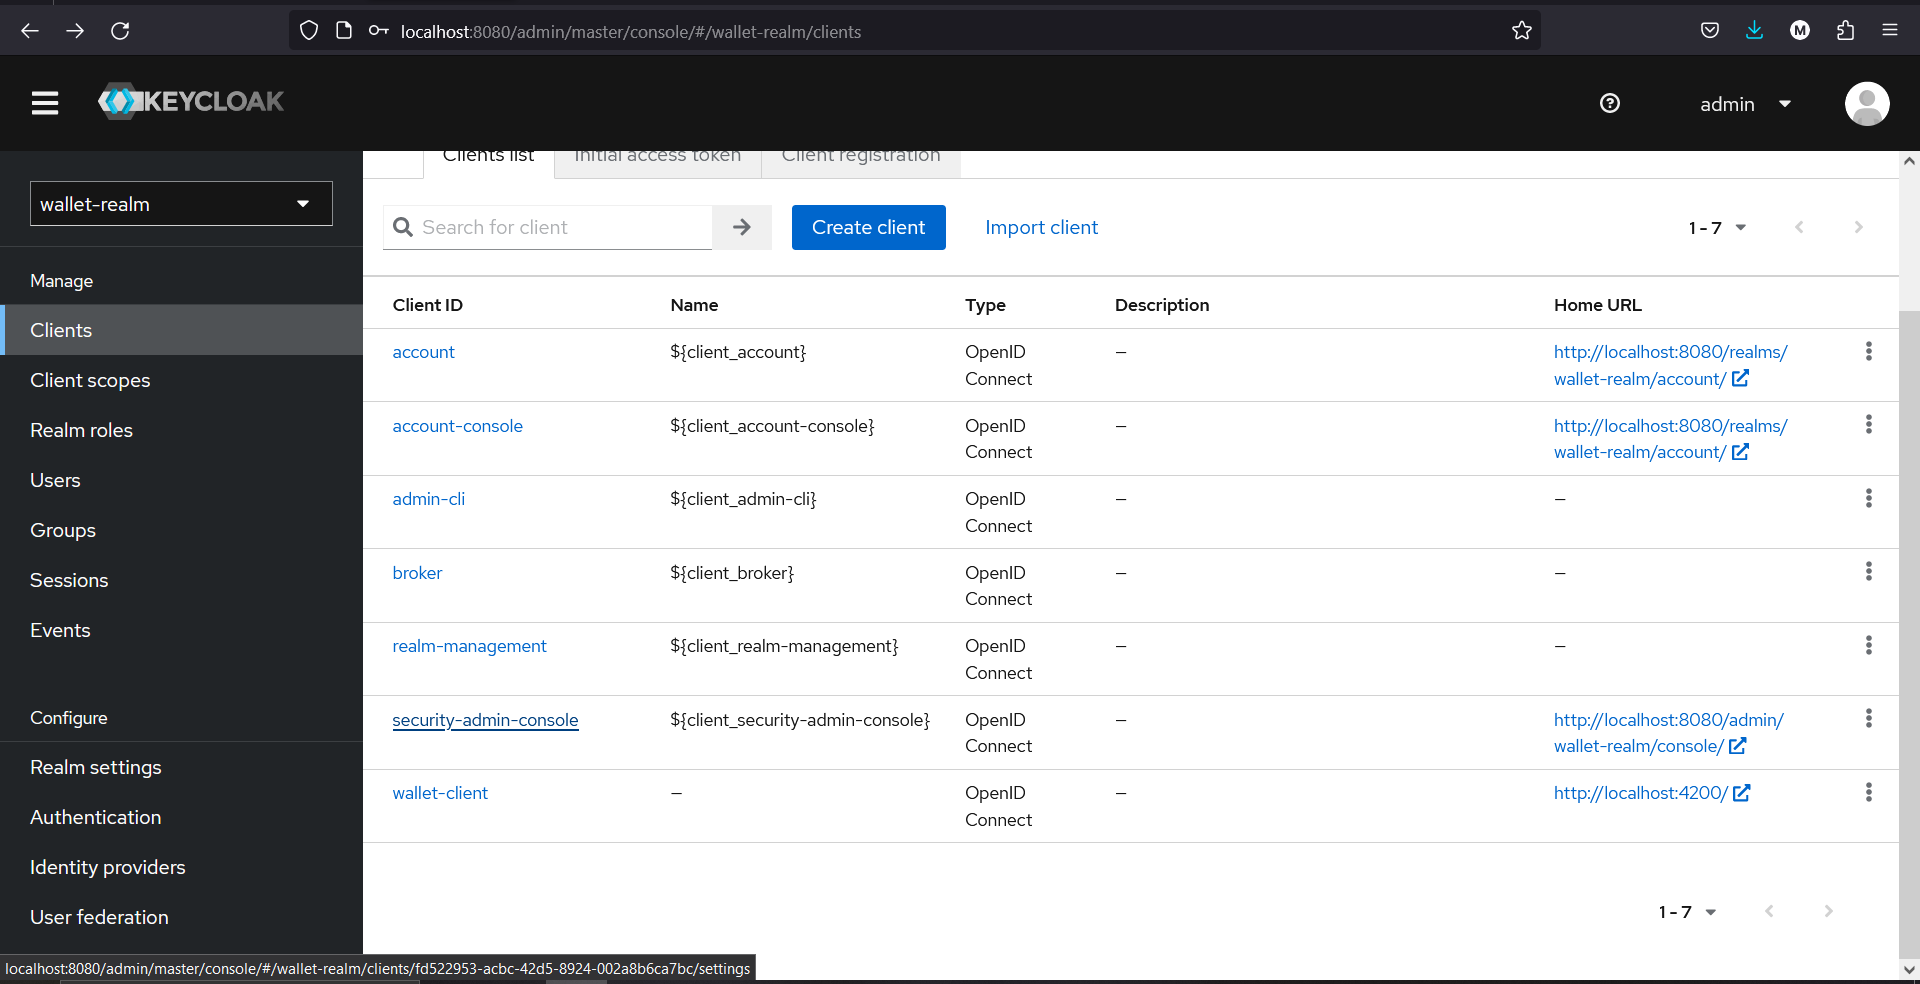 localhost:8080/admin/master/console/#/wallet-realm/clients
M
KEYCLOAK
admin
wallet-realm
Manage
Clients
Client scopes
Realm roles
Users
Groups
Sessions
Events
Configure
Realm settings
Authentication
Identity providers
User federation
Clients list Initial access token Client registration
Search for client Create client Import client 1 - 7
Client ID Name Type Description Home URL
account ${client_account} OpenID – http://localhost:8080/realms/
Connect wallet-realm/account/
account-console ${client_account-console} OpenID – http://localhost:8080/realms/
Connect wallet-realm/account/
admin-cli ${client_admin-cli} OpenID – –
Connect
broker ${client_broker} OpenID – –
Connect
realm-management ${client_realm-management} OpenID – –
Connect
security-admin-console ${client_security-admin-console} OpenID – http://localhost:8080/admin/
Connect wallet-realm/console/
wallet-client – OpenID – http://localhost:4200/
Connect
1 - 7
localhost:8080/admin/master/console/#/wallet-realm/clients/fd522953-acbc-42d5-8924-002a8b6ca7bc/settings